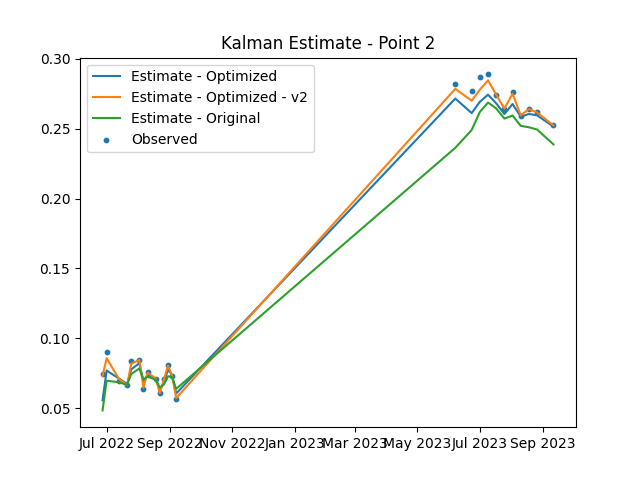 Kalman Estimate - Point 2
Estimate - Optimized
Estimate - Optimized - v2
Estimate - Original
Observed
0.30
0.25
0.20
0.15
0.10
0.05
Jul 2022 Sep 2022 Nov 2022 Jan 2023 Mar 2023 May 2023 Jul 2023 Sep 2023